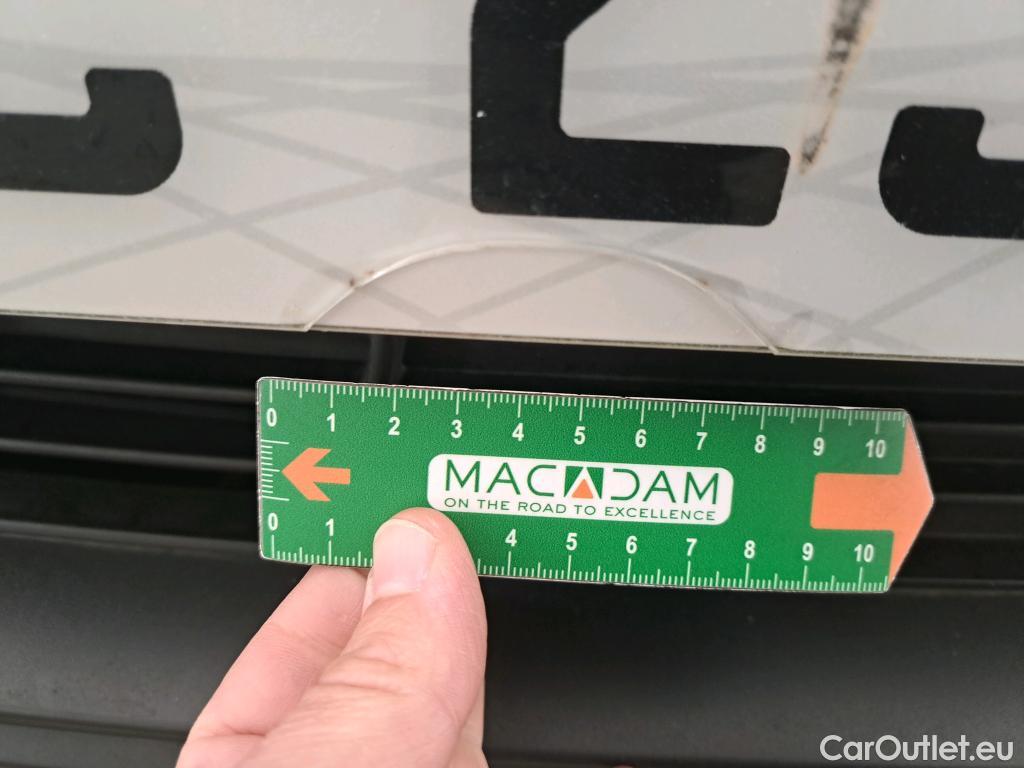 0 1 2 3 4 5 6 7 8 9 10
MACADAM
ON THE ROAD TO EXCELLENCE
0 1 4 5 6 7 8 9 10
CarOutlet.eu